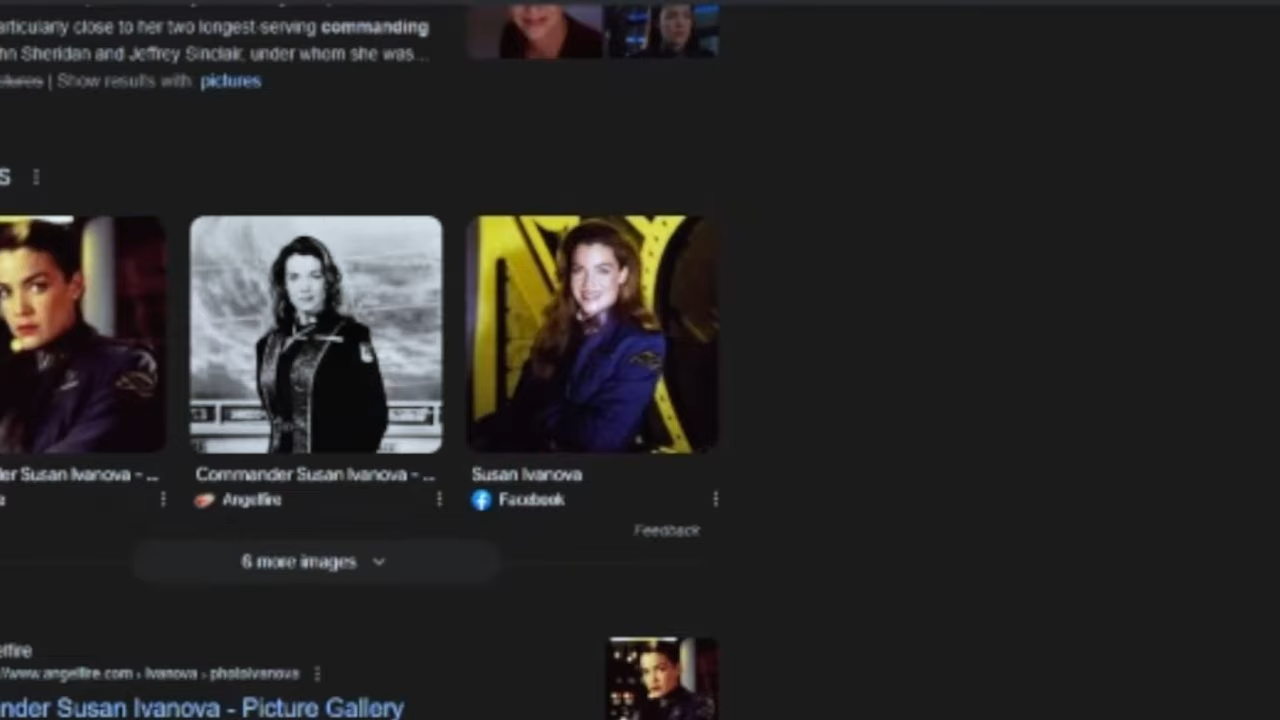 articularly close to her two longest-serving commanding
hn Sheridan and Jeffrey Sinclair, under whom she was...
| Show results with: pictures
s
er Susan Ivanova - ...
Commander Susan Ivanova - ...
Susan Ivanova
e
Angelfire
Facebook
Feedback
6 more images
elfire
//www.angelfire.com › Ivanova › photoivanova
nder Susan Ivanova - Picture Gallery